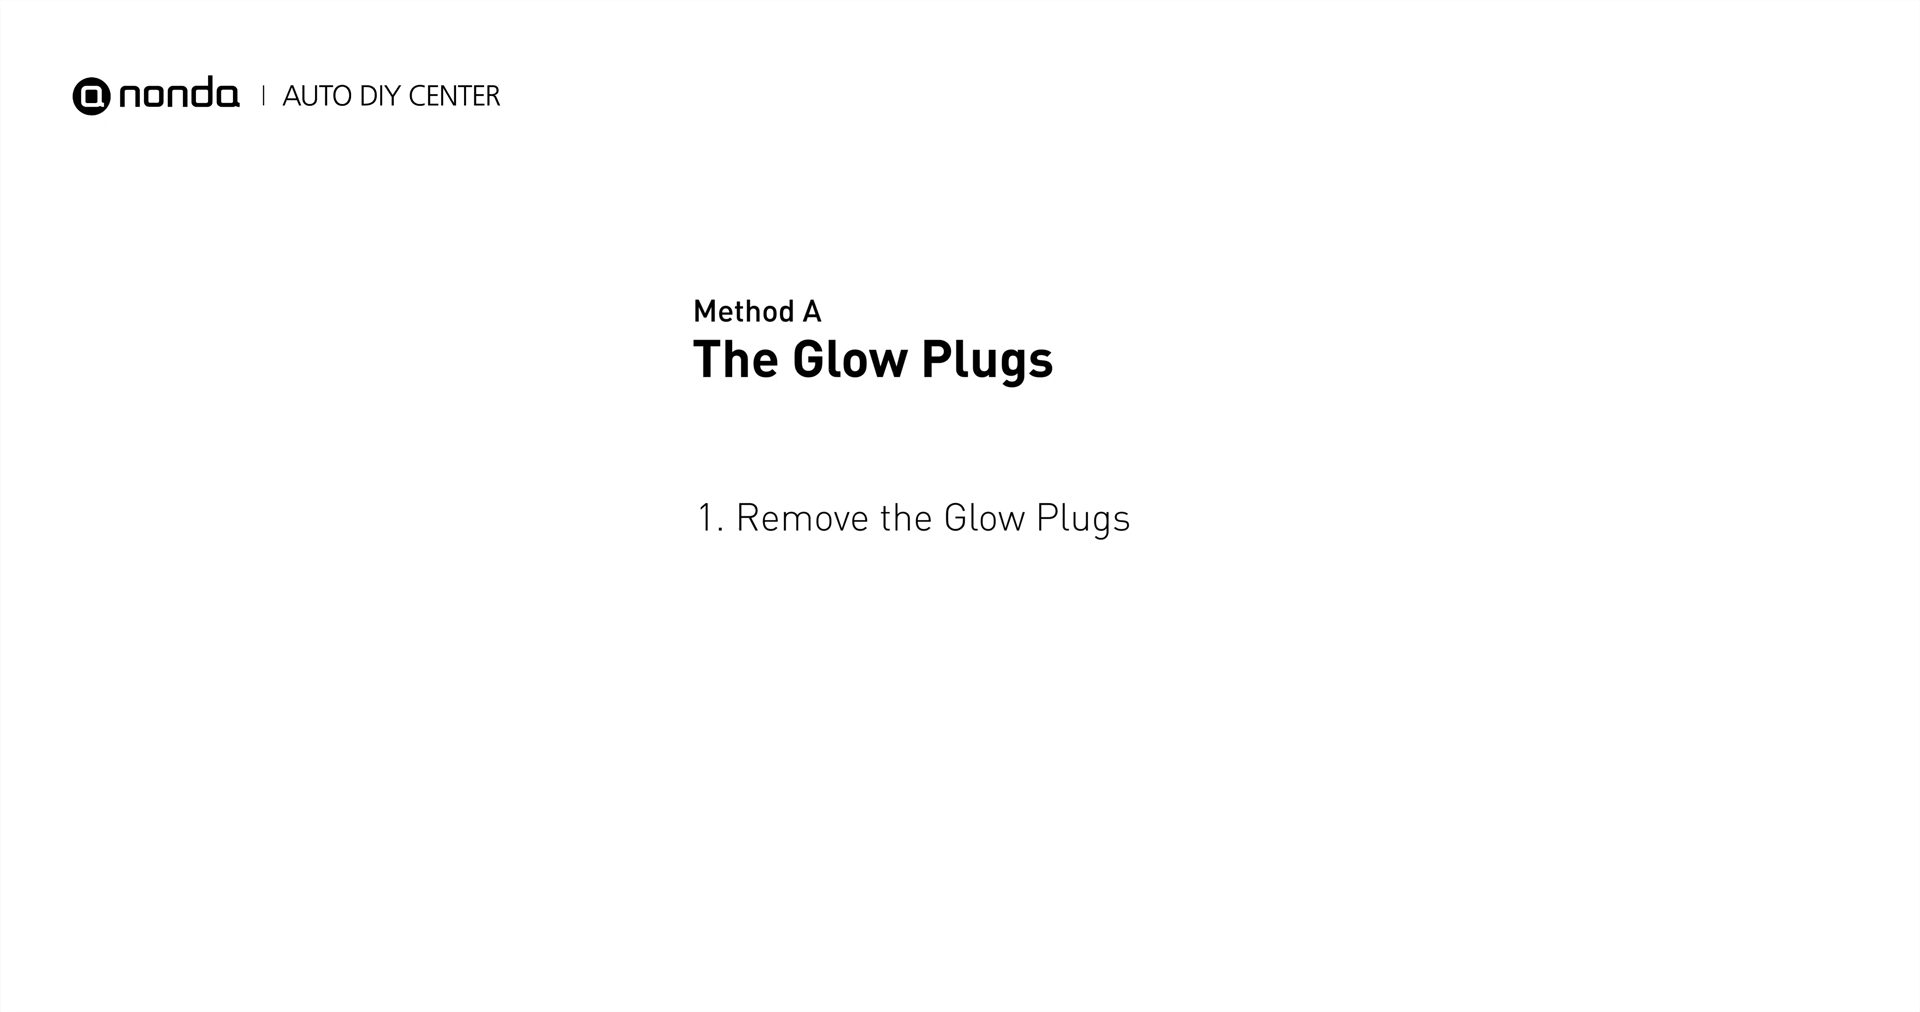 nonda | AUTO DIY CENTER
Method A
The Glow Plugs
1. Remove the Glow Plugs